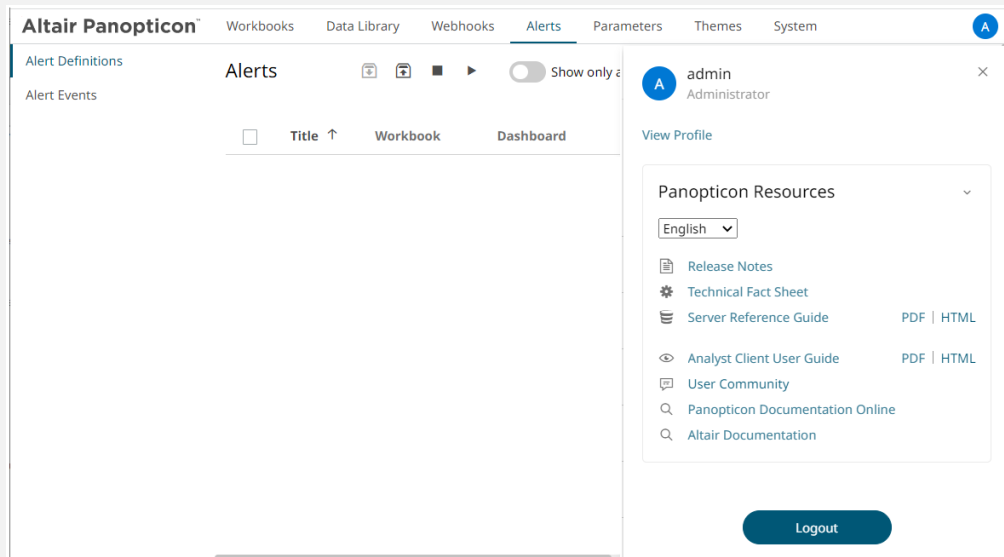 Altair Panopticon™ Workbooks Data Library Webhooks Alerts Parameters Themes System A
Alert Definitions
Alert Events
Alerts Show only a
Title ↑ Workbook Dashboard
A admin
Administrator
View Profile
Panopticon Resources
English
Release Notes
Technical Fact Sheet
Server Reference Guide PDF | HTML
Analyst Client User Guide PDF | HTML
User Community
Panopticon Documentation Online
Altair Documentation
Logout